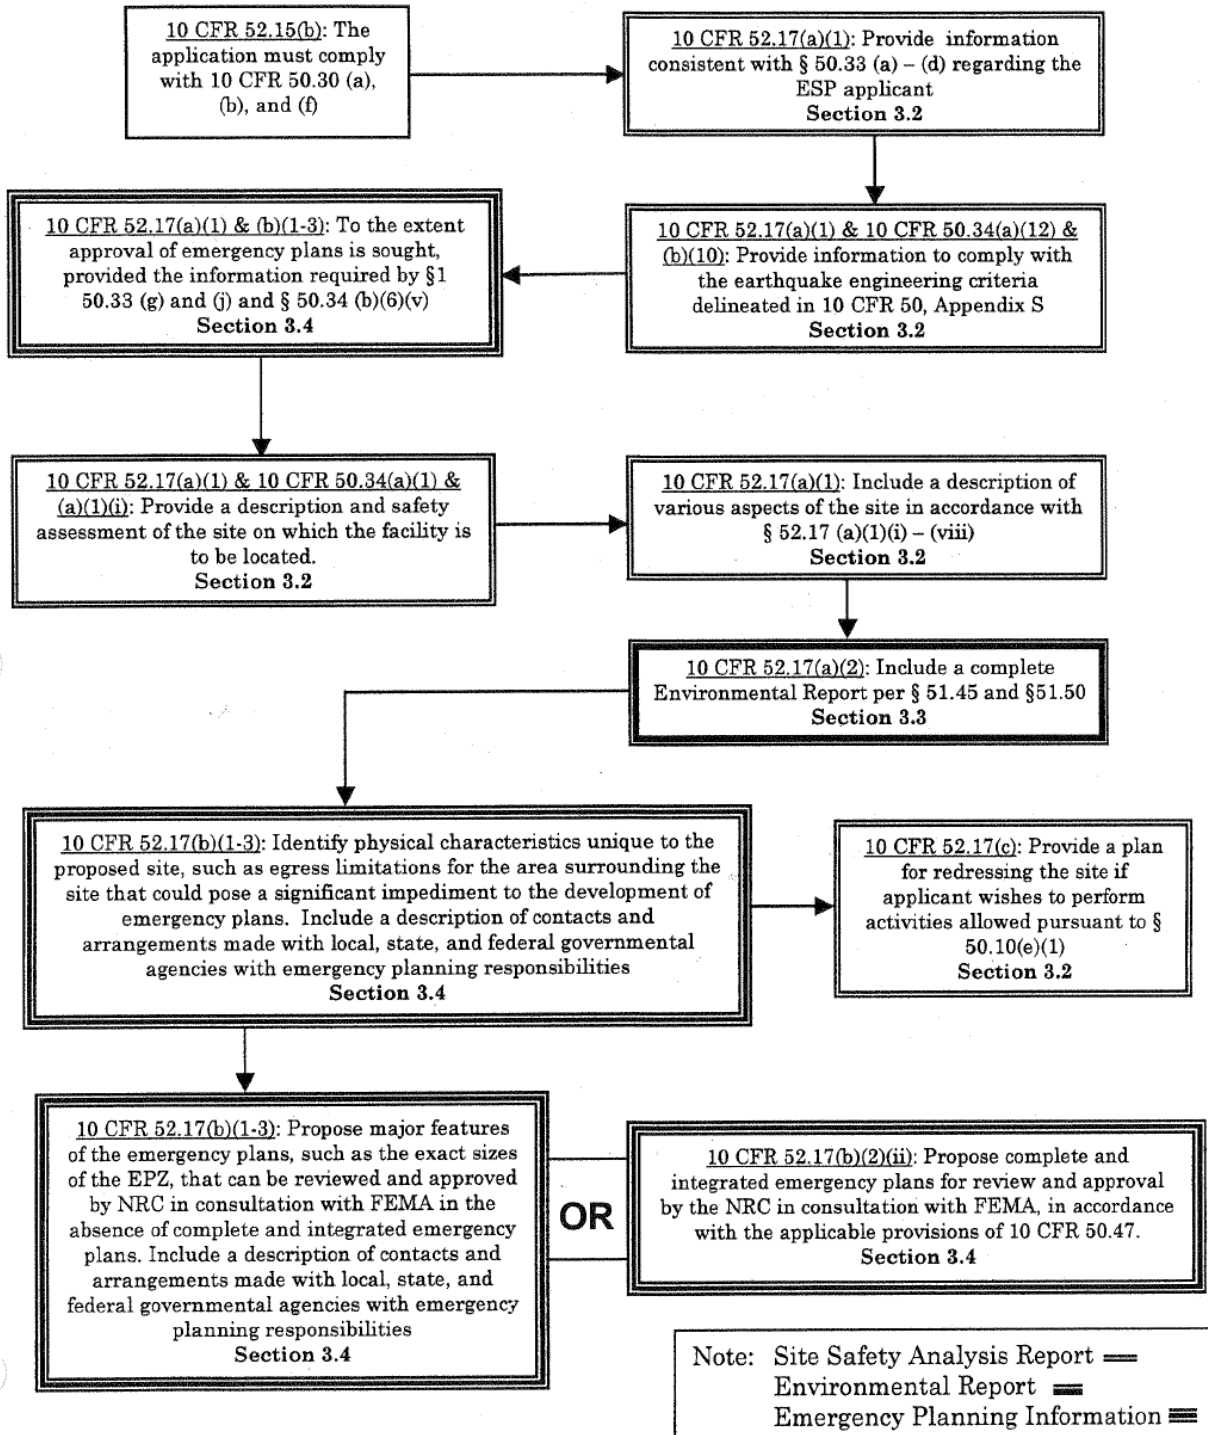 10 CFR 52.15(b): The
application must comply
with 10 CFR 50.30 (a),
(b), and (f)
10 CFR 52.17(a)(1): Provide information
consistent with § 50.33 (a) – (d) regarding the
ESP applicant
Section 3.2
10 CFR 52.17(a)(1) & (b)(1-3): To the extent
approval of emergency plans is sought,
provided the information required by §1
50.33 (g) and (j) and § 50.34 (b)(6)(v)
Section 3.4
10 CFR 52.17(a)(1) & 10 CFR 50.34(a)(12) &
(b)(10): Provide information to comply with
the earthquake engineering criteria
delineated in 10 CFR 50, Appendix S
Section 3.2
10 CFR 52.17(a)(1) & 10 CFR 50.34(a)(1) &
(a)(1)(i): Provide a description and safety
assessment of the site on which the facility is
to be located.
Section 3.2
10 CFR 52.17(a)(1): Include a description of
various aspects of the site in accordance with
§ 52.17 (a)(1)(i) – (viii)
Section 3.2
10 CFR 52.17(a)(2): Include a complete
Environmental Report per § 51.45 and §51.50
Section 3.3
10 CFR 52.17(b)(1-3): Identify physical characteristics unique to the
proposed site, such as egress limitations for the area surrounding the
site that could pose a significant impediment to the development of
emergency plans. Include a description of contacts and
arrangements made with local, state, and federal governmental
agencies with emergency planning responsibilities
Section 3.4
10 CFR 52.17(c): Provide a plan
for redressing the site if
applicant wishes to perform
activities allowed pursuant to §
50.10(e)(1)
Section 3.2
10 CFR 52.17(b)(1-3): Propose major features
of the emergency plans, such as the exact sizes
of the EPZ, that can be reviewed and approved
by NRC in consultation with FEMA in the
absence of complete and integrated emergency
plans. Include a description of contacts and
arrangements made with local, state, and
federal governmental agencies with emergency
planning responsibilities
Section 3.4
OR
10 CFR 52.17(b)(2)(ii): Propose complete and
integrated emergency plans for review and approval
by the NRC in consultation with FEMA, in accordance
with the applicable provisions of 10 CFR 50.47.
Section 3.4
Note: Site Safety Analysis Report
Environmental Report
Emergency Planning Information